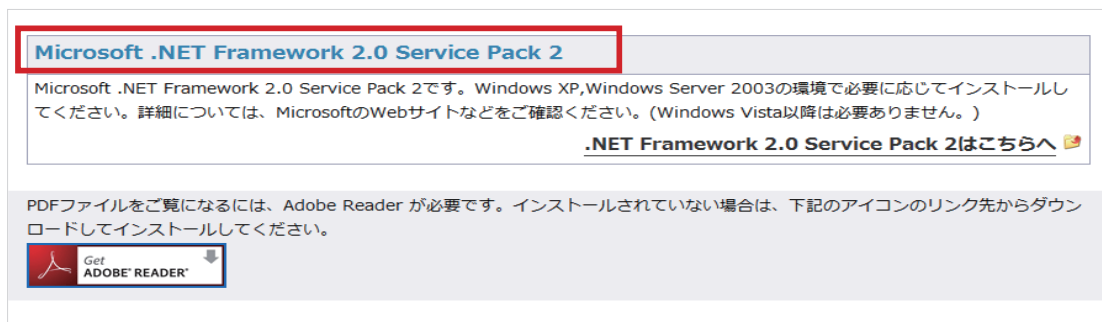 Microsoft .NET Framework 2.0 Service Pack 2
Microsoft .NET Framework 2.0 Service Pack 2です。Windows XP,Windows Server 2003の環境で必要に応じてインストールし
てください。詳細については、MicrosoftのWebサイトなどをご確認ください。(Windows Vista以降は必要ありません。)
.NET Framework 2.0 Service Pack 2はこちらへ
PDFファイルをご覧になるには、Adobe Reader が必要です。インストールされていない場合は、下記のアイコンのリンク先からダウン
ロードしてインストールしてください。
Get
ADOBE® READER®